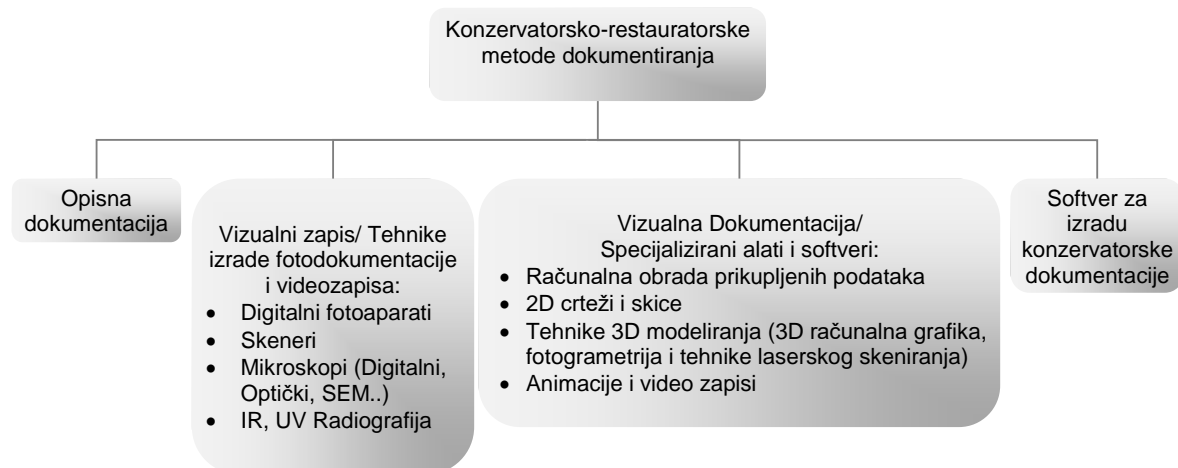 Konzervatorsko-restauratorske
metode dokumentiranja
Opisna
dokumentacija
Vizualni zapis/ Tehnike
izrade fotodokumentacije
i videozapisa:
• Digitalni fotoaparati
• Skeneri
• Mikroskopi (Digitalni,
Optički, SEM..)
• IR, UV Radiografija
Vizualna Dokumentacija/
Specijalizirani alati i softveri:
• Računalna obrada prikupljenih podataka
• 2D crteži i skice
• Tehnike 3D modeliranja (3D računalna grafika,
fotogrametrija i tehnike laserskog skeniranja)
• Animacije i video zapisi
Softver za
izradu
konzervatorske
dokumentacije